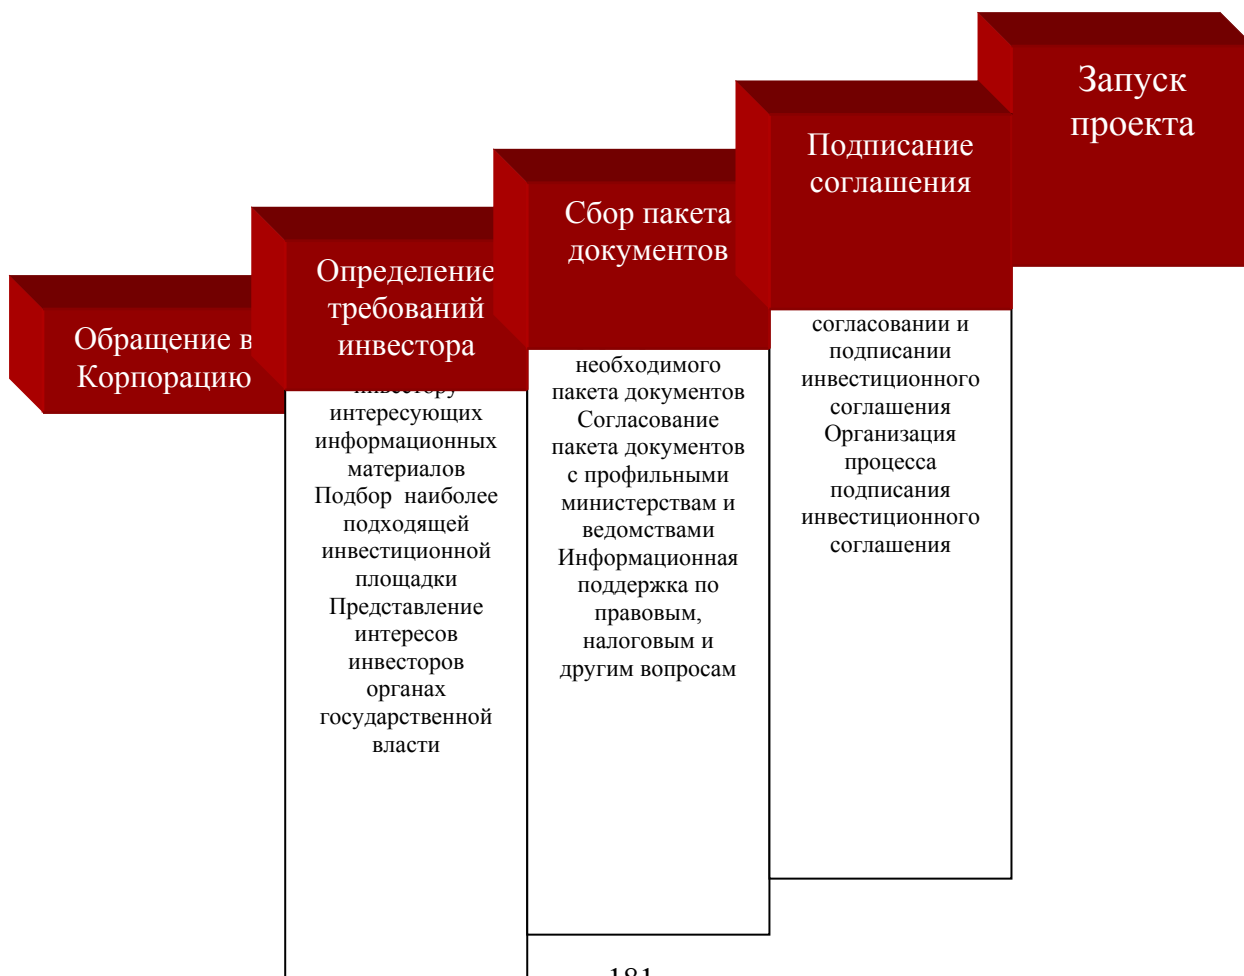 Обращение в
Корпорацию
Определение
требований
инвестора
инвестору
интересующих
информационных
материалов
Подбор наиболее
подходящей
инвестиционной
площадки
Представление
интересов
инвесторов
органах
государственной
власти
Сбор пакета
документов
необходимого
пакета документов
Согласование
пакета документов
с профильными
министерствам и
ведомствами
Информационная
поддержка по
правовым,
налоговым и
другим вопросам
Подписание
соглашения
согласовании и
подписании
инвестиционного
соглашения
Организация
процесса
подписания
инвестиционного
соглашения
Запуск
проекта
181